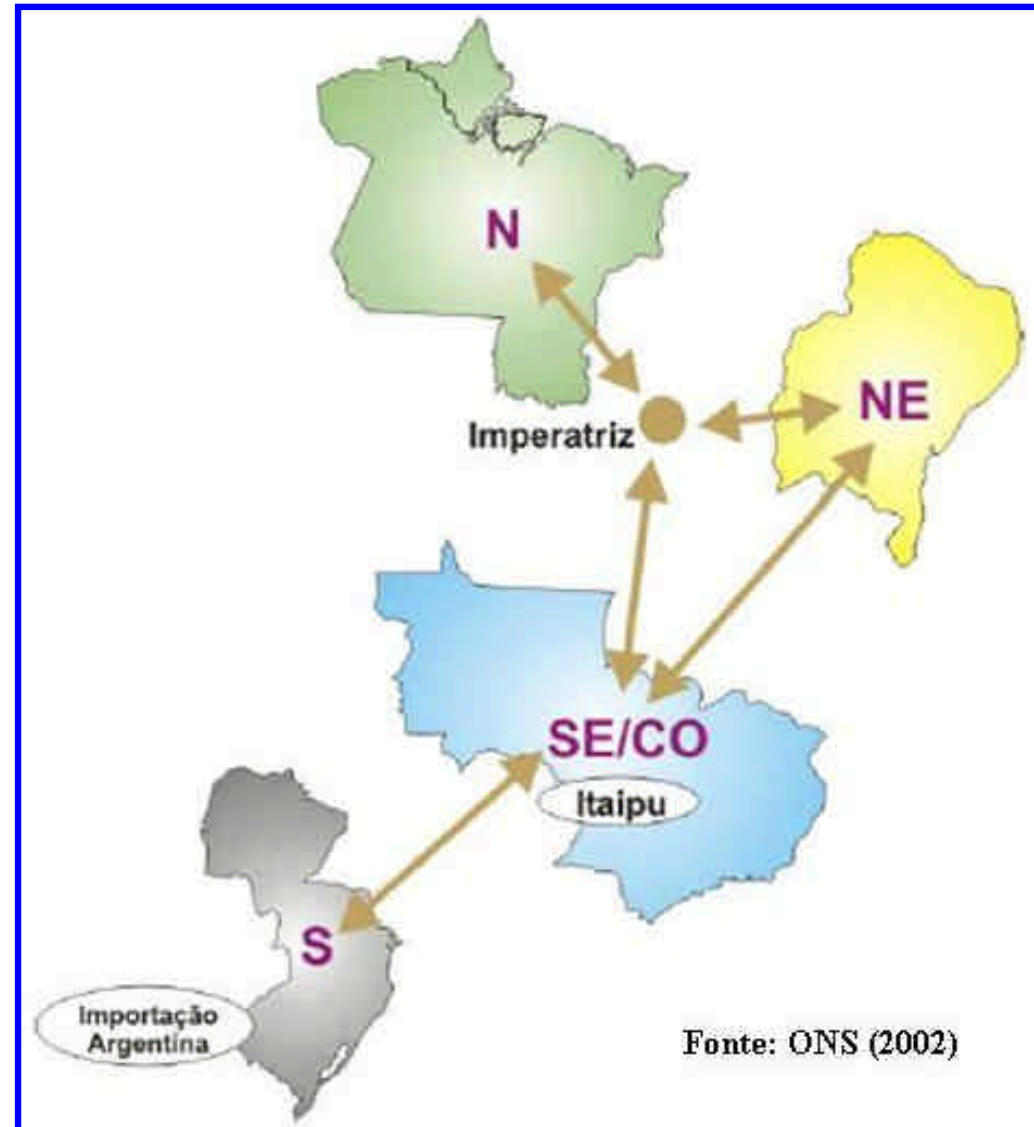 N
NE
Imperatriz
SE/CO
Itaipu
S
Importação
Argentina
Fonte: ONS (2002)